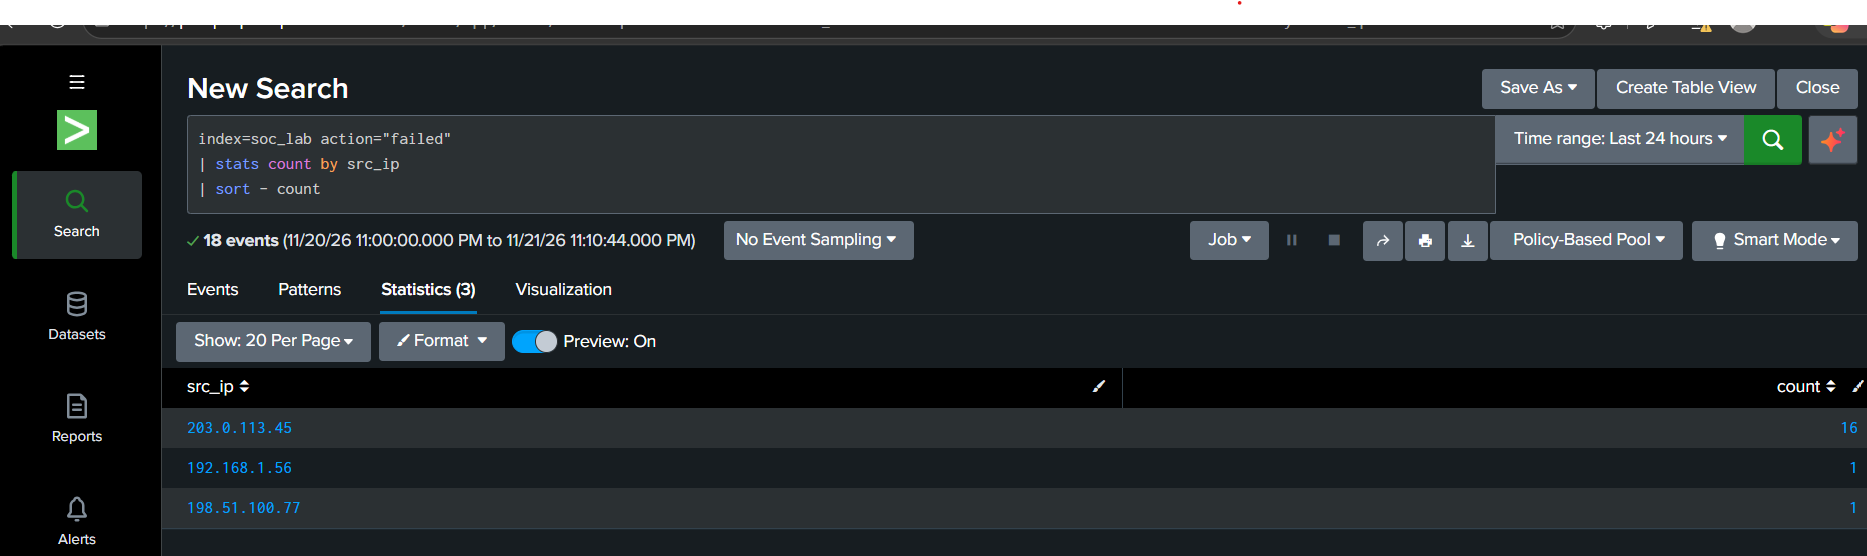 New Search
Save As
Create Table View
Close
index=soc_lab action="failed"
| stats count by src_ip
| sort - count
Time range: Last 24 hours
18 events (11/20/26 11:00:00.000 PM to 11/21/26 11:10:44.000 PM)
No Event Sampling
Job
Policy-Based Pool
Smart Mode
Search
Datasets
Reports
Alerts
Events
Patterns
Statistics (3)
Visualization
Show: 20 Per Page
Format
Preview: On
src_ip
count
203.0.113.45
16
192.168.1.56
1
198.51.100.77
1